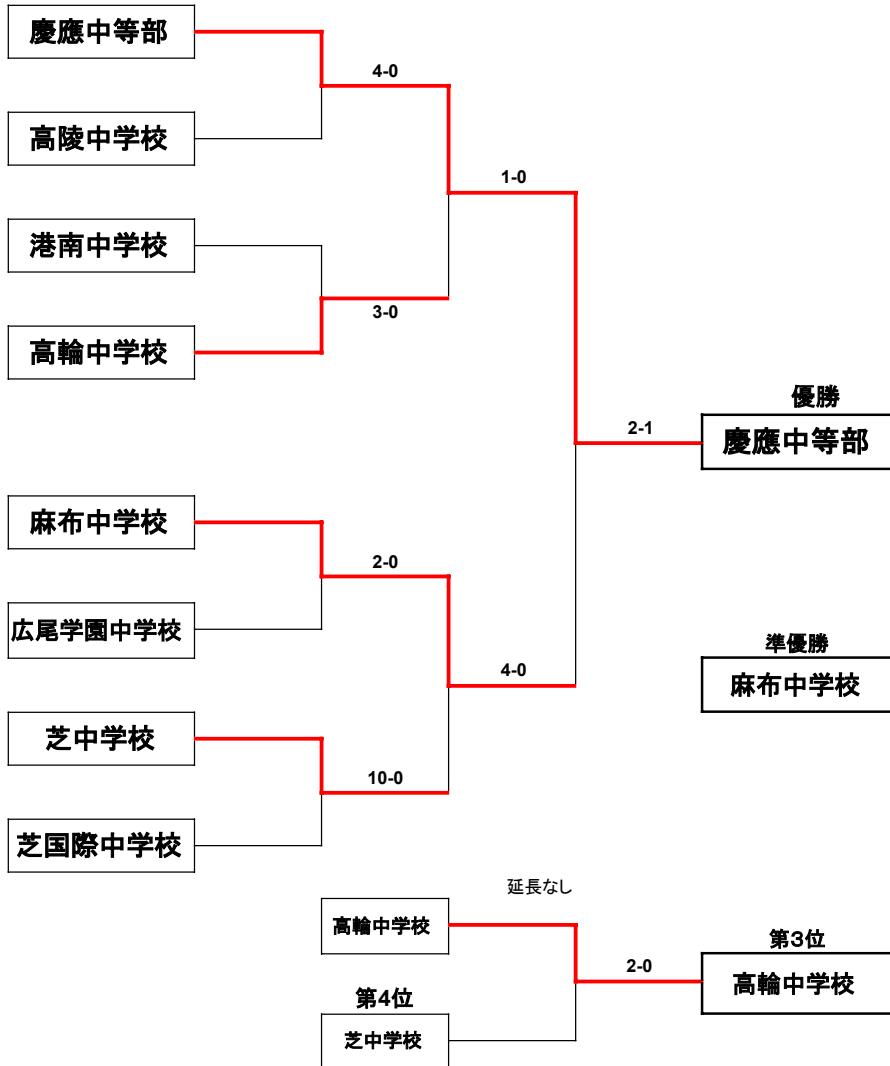 慶應中等部
4-0
高陵中学校
1-0
港南中学校
3-0
高輪中学校
優勝
2-1
慶應中等部
麻布中学校
2-0
広尾学園中学校
準優勝
4-0
麻布中学校
芝中学校
10-0
芝国際中学校
延長なし
高輪中学校
第3位
2-0
高輪中学校
第4位
芝中学校